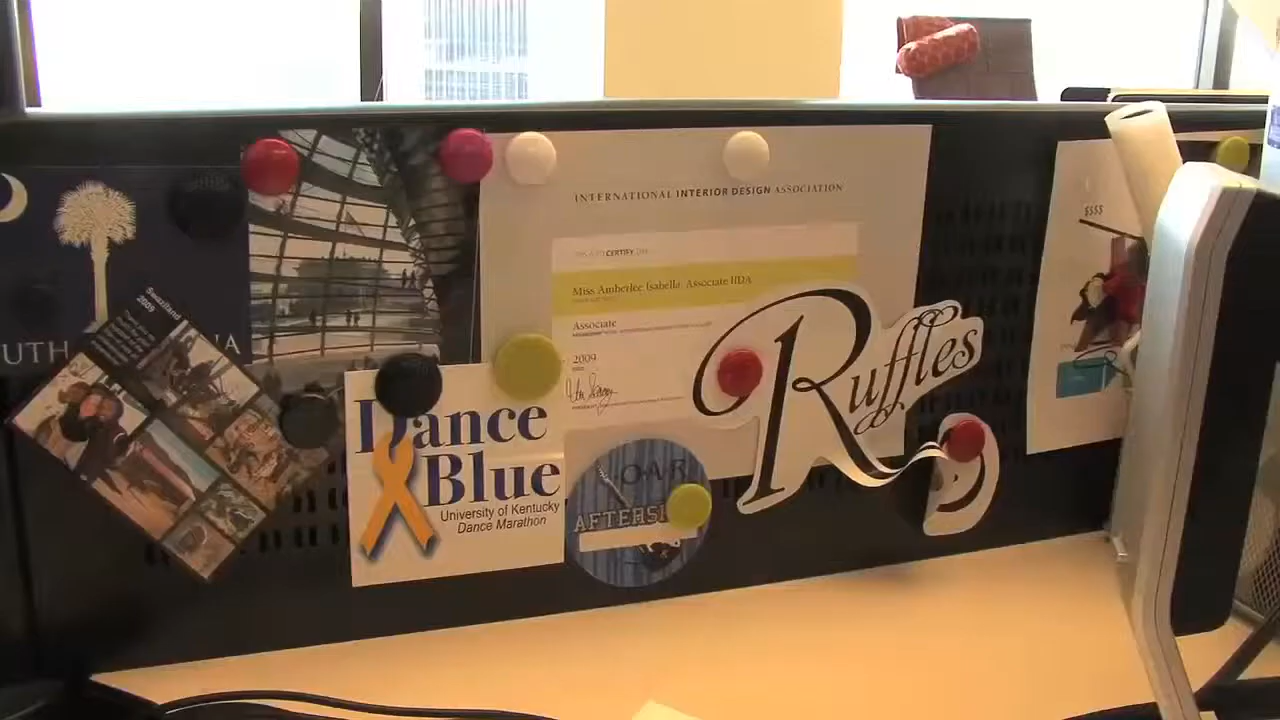 INTERNATIONAL INTERIOR DESIGN ASSOCIATION
CERTIFY
Miss Amberlee Isabella, Associate IIDA
Associate
2009
$$$$
Swaziland
2009
UTH
NA
Ruffles
Dance
Blue
University of Kentucky
Dance Marathon
O.A.R
AFTERS